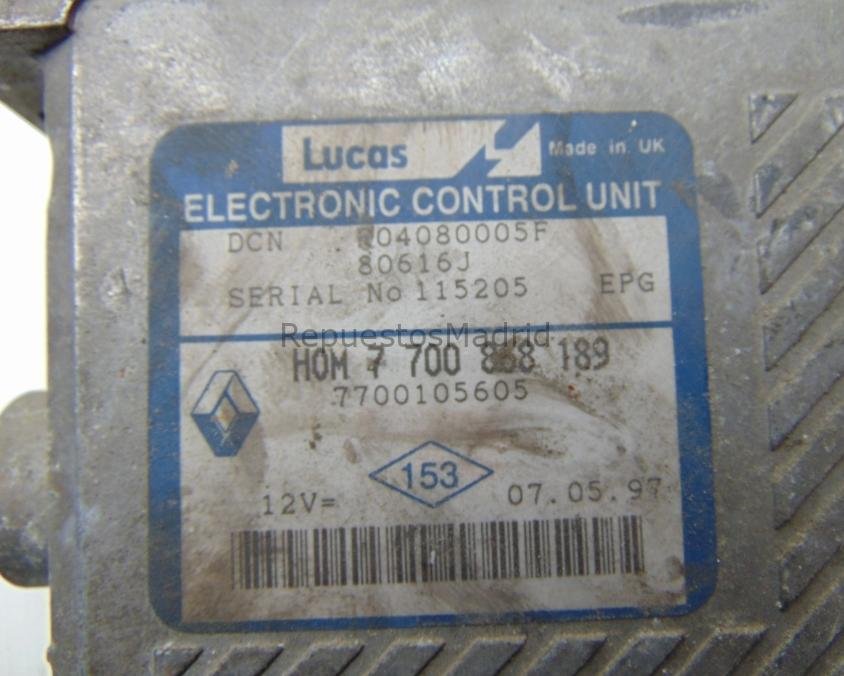 Lucas Made in UK
ELECTRONIC CONTROL UNIT
DCN R04080005F
80616J
SERIAL No 115205 EPG
RepuestosMadrid
HOM 7 700 868 189
7700105605
153
12V= 07.05.97